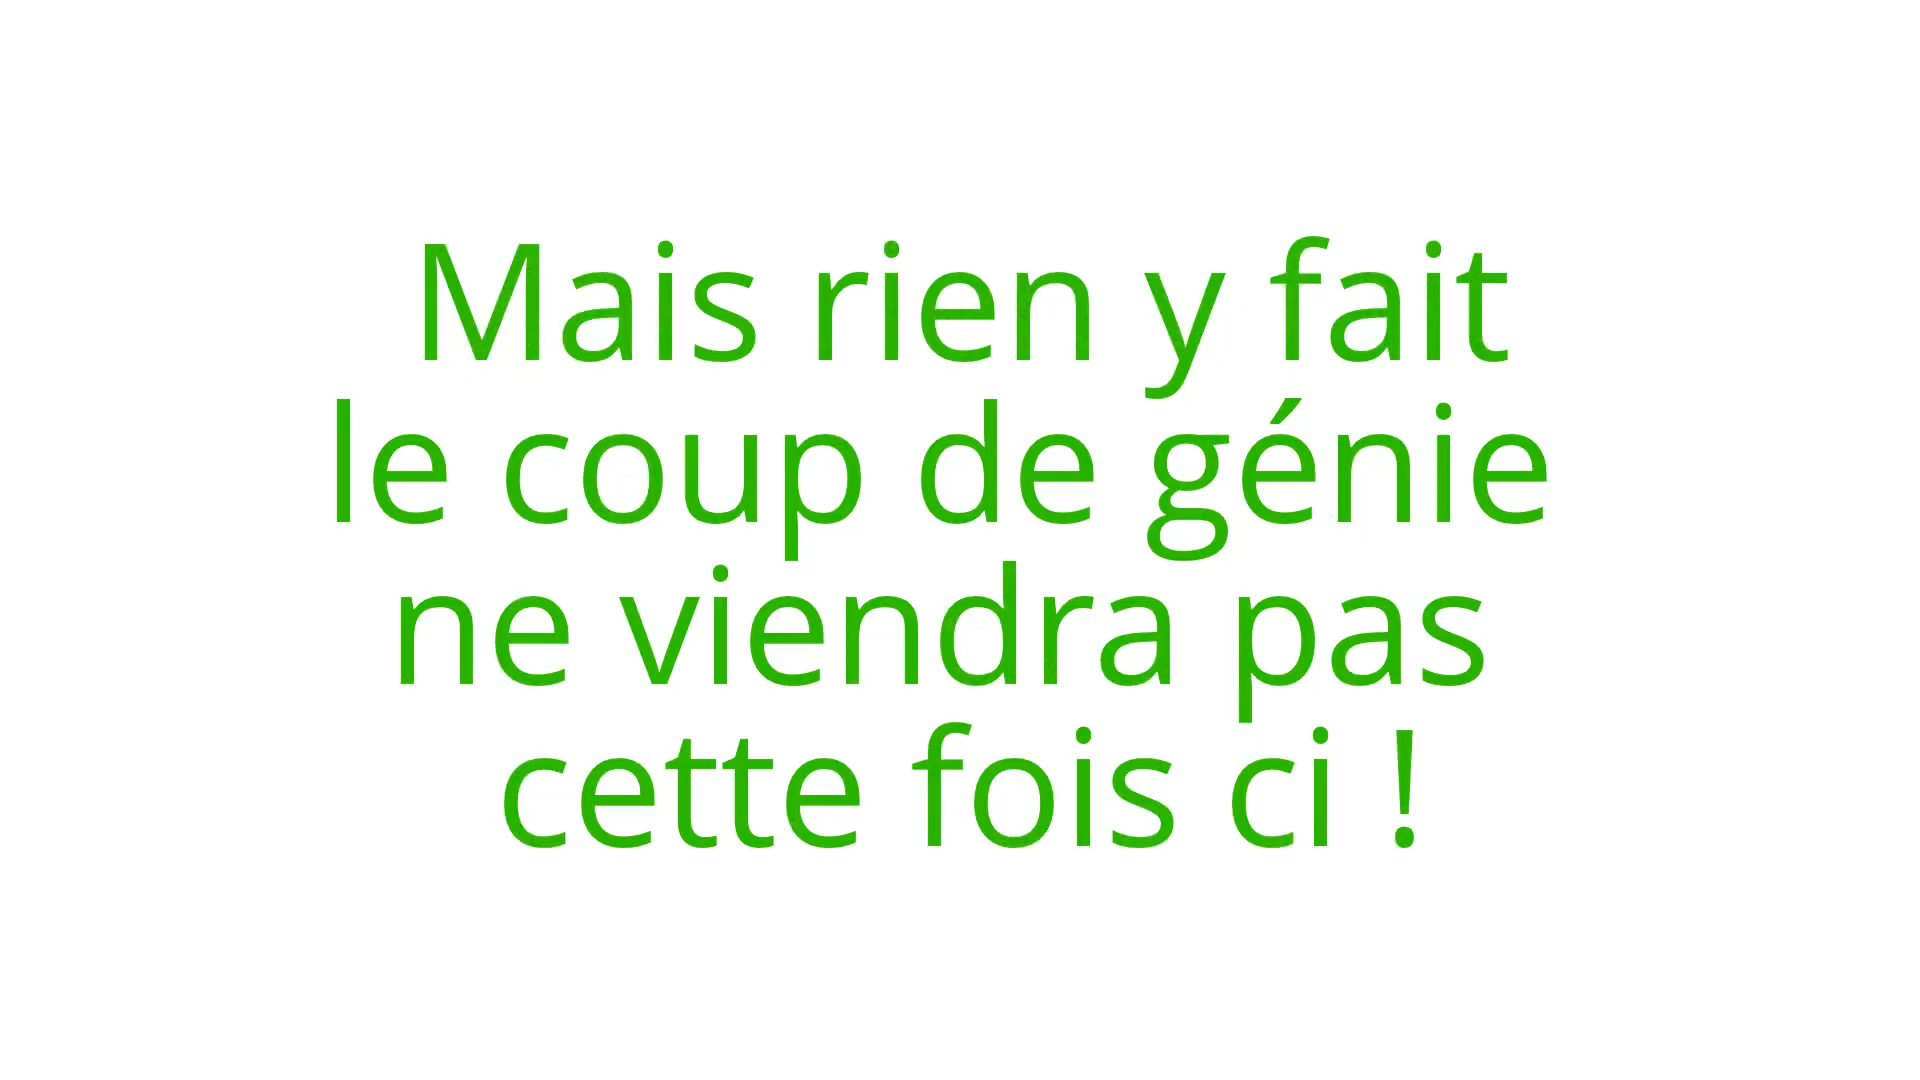 Mais rien y fait
le coup de génie
ne viendra pas
cette fois ci !